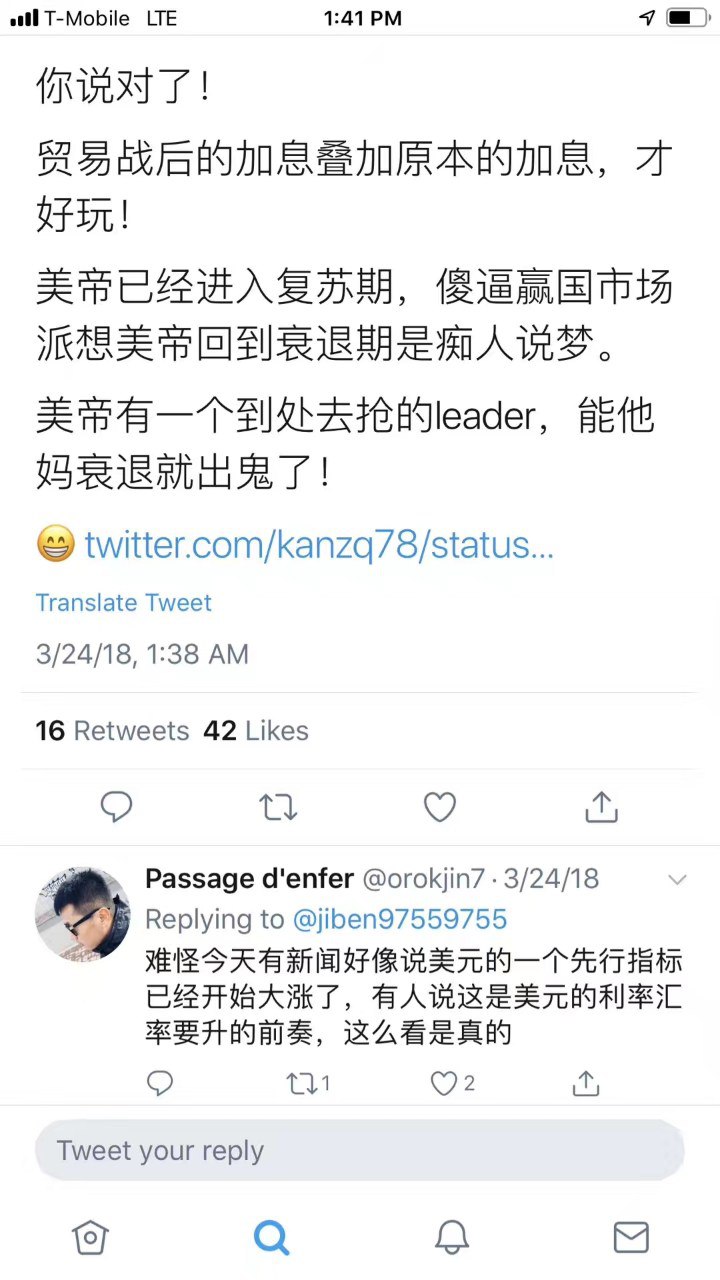 T-Mobile LTE 1:41 PM
你说对了！
贸易战后的加息叠加原本的加息，才
好玩！
美帝已经进入复苏期，傻逼赢国市场
派想美帝回到衰退期是痴人说梦。
美帝有一个到处去抢的leader，能他
妈衰退就出鬼了！
😁 twitter.com/kanzq78/status...
Translate Tweet
3/24/18, 1:38 AM
16 Retweets 42 Likes
Passage d'enfer @orokjin7 · 3/24/18
Replying to @jiben97559755
难怪今天有新闻好像说美元的一个先行指标
已经开始大涨了，有人说这是美元的利率汇
率要升的前奏，这么看是真的
1 2
Tweet your reply